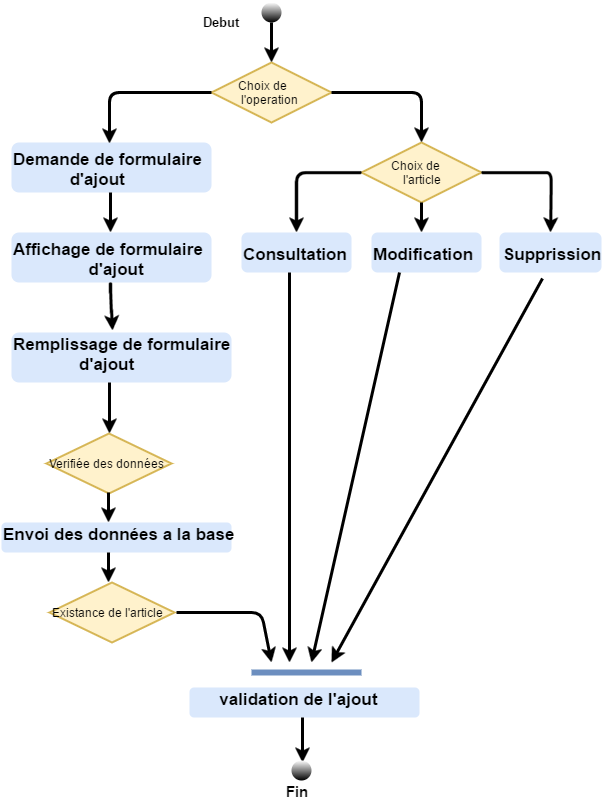 Debut
Choix de
l'operation
Demande de formulaire
d'ajout
Choix de
l'article
Affichage de formulaire
d'ajout
Consultation
Modification
Supprission
Remplissage de formulaire
d'ajout
Verifiée des données
Envoi des données a la base
Existance de l'article
validation de l'ajout
Fin